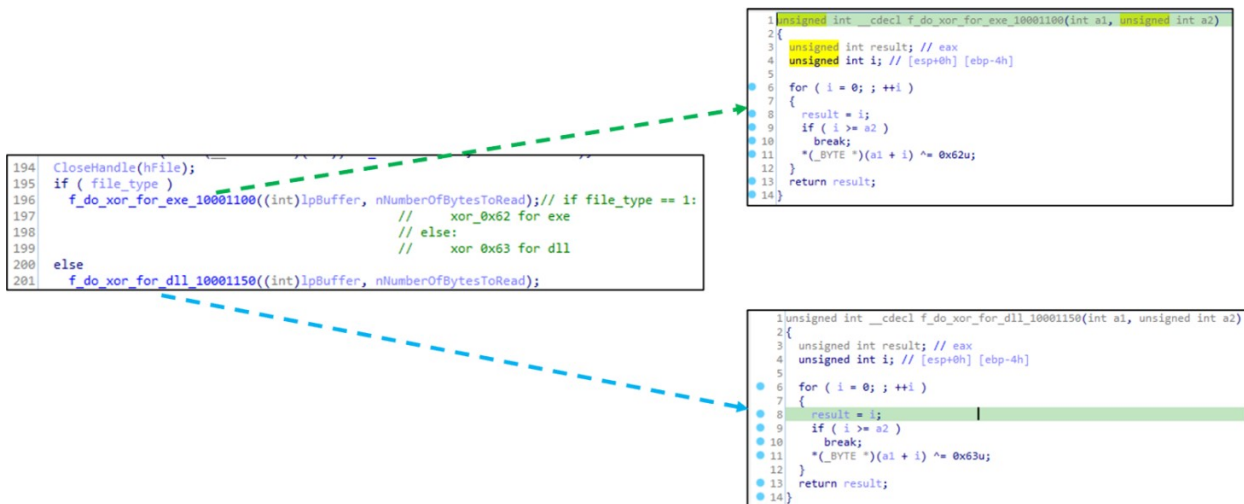 194 CloseHandle(hFile);
195 if ( file_type )
196 f_do_xor_for_exe_10001100((int)lpBuffer, nNumberOfBytesToRead);// if file_type == 1:
197 // xor_0x62 for exe
198 // else:
199 // xor 0x63 for dll
200 else
201 f_do_xor_for_dll_10001150((int)lpBuffer, nNumberOfBytesToRead);
1 unsigned int __cdecl f_do_xor_for_exe_10001100(int a1, unsigned int a2)
2 {
3 unsigned int result; // eax
4 unsigned int i; // [esp+0h] [ebp-4h]
5
6 for ( i = 0; ; ++i )
7 {
8 result = i;
9 if ( i >= a2 )
10 break;
11 *(_BYTE *)(a1 + i) ^= 0x62u;
12 }
13 return result;
14 }
1 unsigned int __cdecl f_do_xor_for_dll_10001150(int a1, unsigned int a2)
2 {
3 unsigned int result; // eax
4 unsigned int i; // [esp+0h] [ebp-4h]
5
6 for ( i = 0; ; ++i )
7 {
8 result = i;
9 if ( i >= a2 )
10 break;
11 *(_BYTE *)(a1 + i) ^= 0x63u;
12 }
13 return result;
14 }